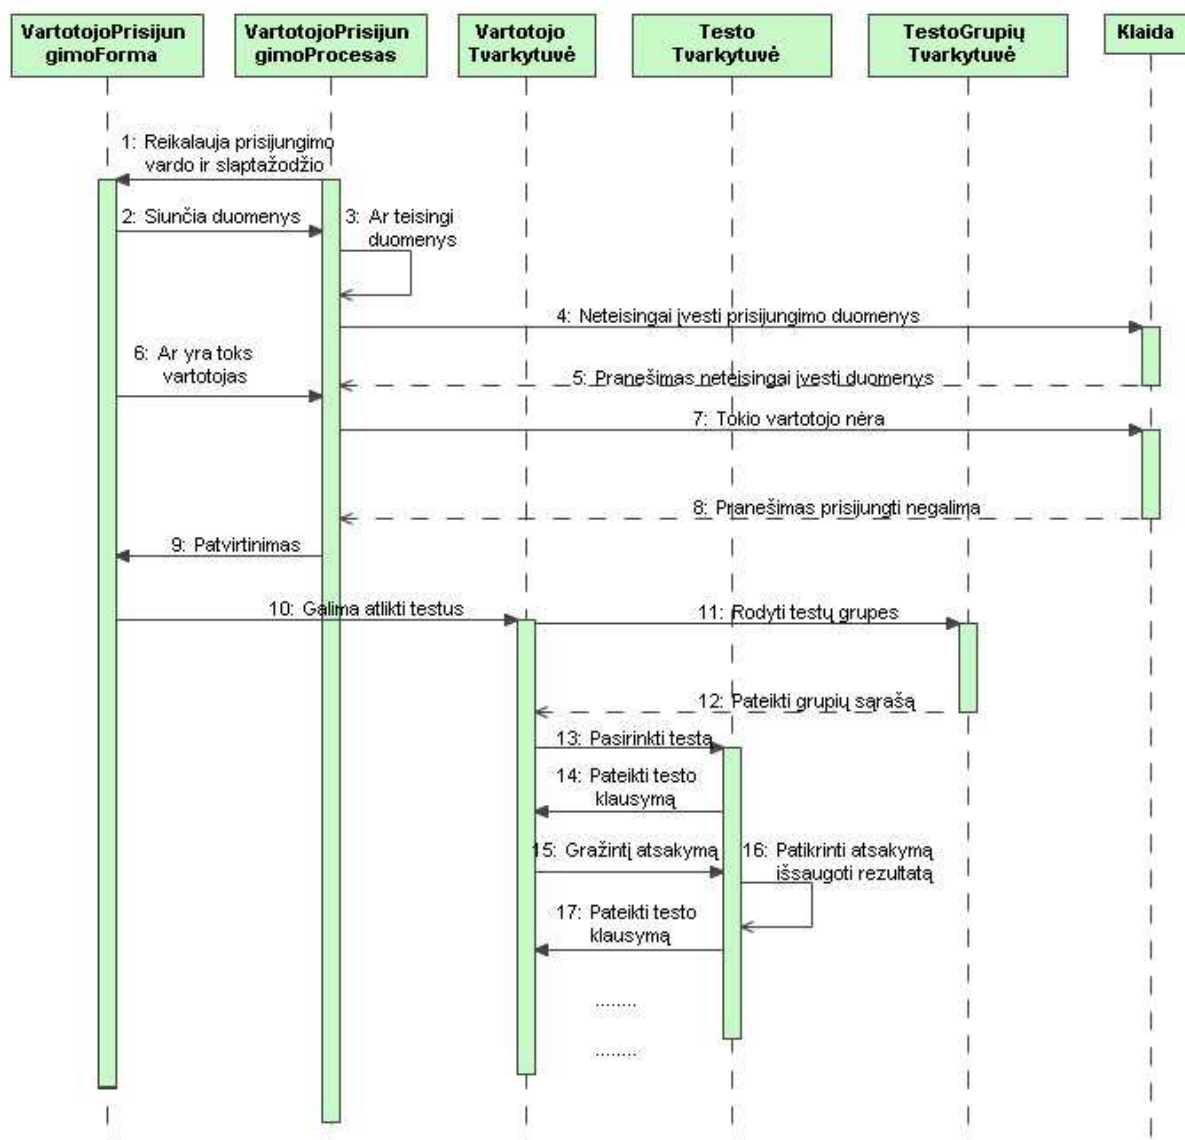 VartotojoPrisijun
gimoForma
VartotojoPrisijun
gimoProcesas
Vartotojo
Tvarkytuvė
Testo
Tvarkytuvė
TestoGrupių
Tvarkytuvė
Klaida
1: Reikalauja prisijungimo
vardo ir slaptažodžio
2: Siunčia duomenys
3: Ar teisingi
duomenys
4: Neteisingai įvesti prisijungimo duomenys
6: Ar yra toks
vartotojas
5: Pranešimas neteisingai įvesti duomenys
7: Tokio vartotojo nėra
8: Pranešimas prisijungti negalima
9: Patvirtinimas
10: Galima atlikti testus
11: Rodyti testų grupes
12: Pateikti grupių sąrašą
13: Pasirinkti testą
14: Pateikti testo
klausymą
15: Gražintį atsakymą
16: Patikrinti atsakymą
išsaugoti rezultatą
17: Pateikti testo
klausymą
........
........